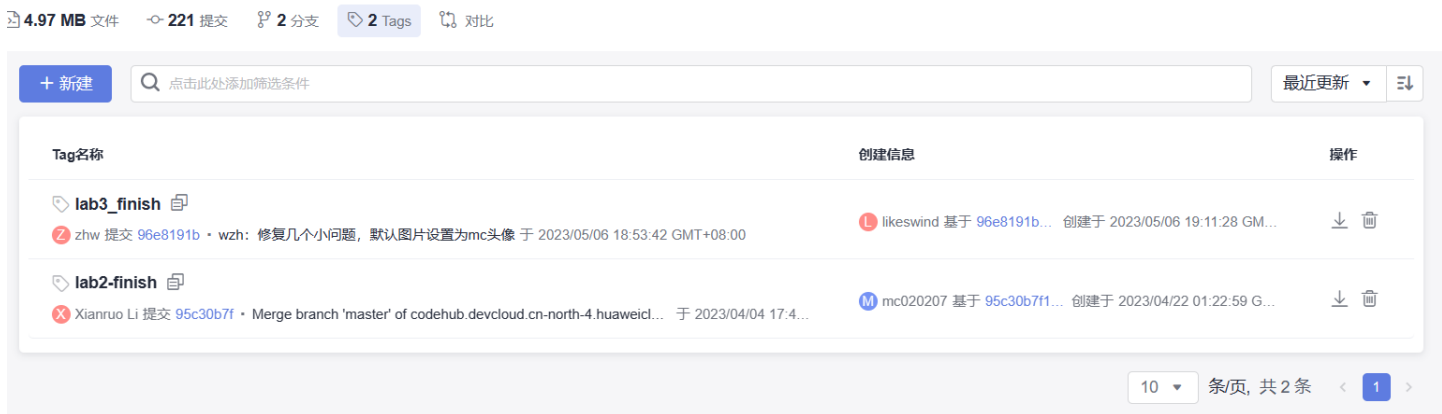 4.97 MB 文件 221 提交 2 分支 2 Tags 对比
+ 新建 点击此处添加筛选条件 最近更新
Tag名称 创建信息 操作
lab3_finish
Z zhw 提交 96e8191b • wzh：修复几个小问题，默认图片设置为mc头像 于 2023/05/06 18:53:42 GMT+08:00 L likeswind 基于 96e8191b... 创建于 2023/05/06 19:11:28 GM...
lab2-finish
X Xianruo Li 提交 95c30b7f • Merge branch 'master' of codehub.devcloud.cn-north-4.huaweicl... 于 2023/04/04 17:4... M mc020207 基于 95c30b7f1... 创建于 2023/04/22 01:22:59 G...
10 条/页, 共 2 条 < 1 >